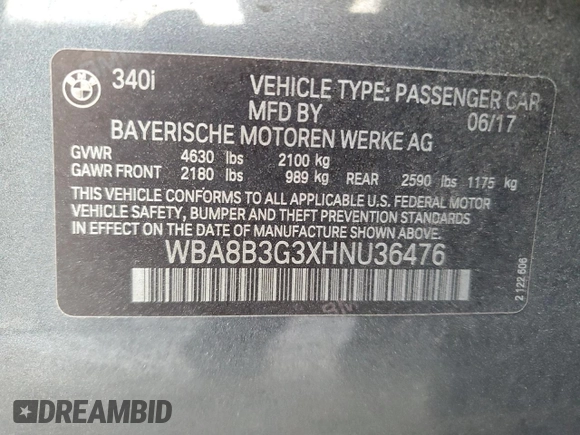 BMW
340i
VEHICLE TYPE: PASSENGER CAR
MFD BY 06/17
BAYERISCHE MOTOREN WERKE AG
GVWR 4630 lbs 2100 kg
GAWR FRONT 2180 lbs 989 kg REAR 2590 lbs 1175 kg
THIS VEHICLE CONFORMS TO ALL APPLICABLE U.S. FEDERAL MOTOR
VEHICLE SAFETY, BUMPER AND THEFT PREVENTION STANDARDS
IN EFFECT ON THE DATE OF MANUFACTURE SHOWN ABOVE.
WBA8B3G3XHNU36476
2 122 606
DREAMBID